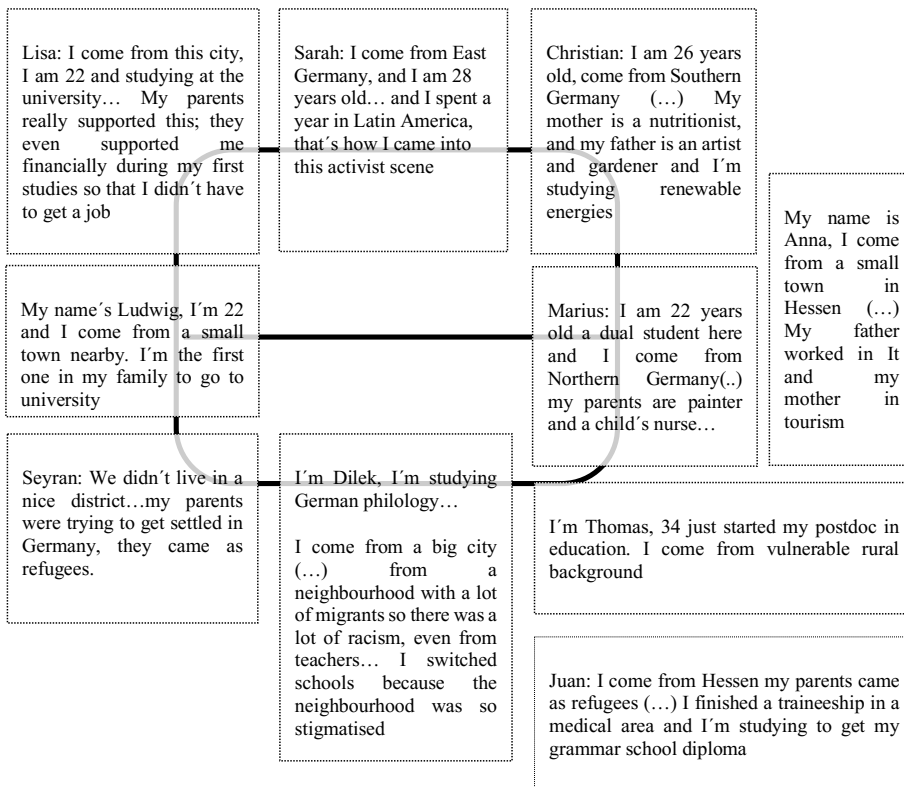 Lisa: I come from this city,
I am 22 and studying at the
university… My parents
really supported this; they
even supported me
financially during my first
studies so that I didn´t have
to get a job
Sarah: I come from East
Germany, and I am 28
years old… and I spent a
year in Latin America,
that´s how I came into
this activist scene
Christian: I am 26 years
old, come from Southern
Germany (…) My
mother is a nutritionist,
and my father is an artist
and gardener and I´m
studying renewable
energies
My name is
Anna, I come
from a small
town in
Hessen (…)
My father
worked in It
and my
mother in
tourism
My name´s Ludwig, I´m 22
and I come from a small
town nearby. I´m the first
one in my family to go to
university
Marius: I am 22 years
old a dual student here
and I come from
Northern Germany(..)
my parents are painter
and a child´s nurse…
Seyran: We didn´t live in a
nice district…my parents
were trying to get settled in
Germany, they came as
refugees.
I´m Dilek, I´m studying
German philology…
I come from a big city
(…) from a
neighbourhood with a lot
of migrants so there was a
lot of racism, even from
teachers… I switched
schools because the
neighbourhood was so
stigmatised
I´m Thomas, 34 just started my postdoc in
education. I come from vulnerable rural
background
Juan: I come from Hessen my parents came
as refugees (…) I finished a traineeship in a
medical area and I´m studying to get my
grammar school diploma